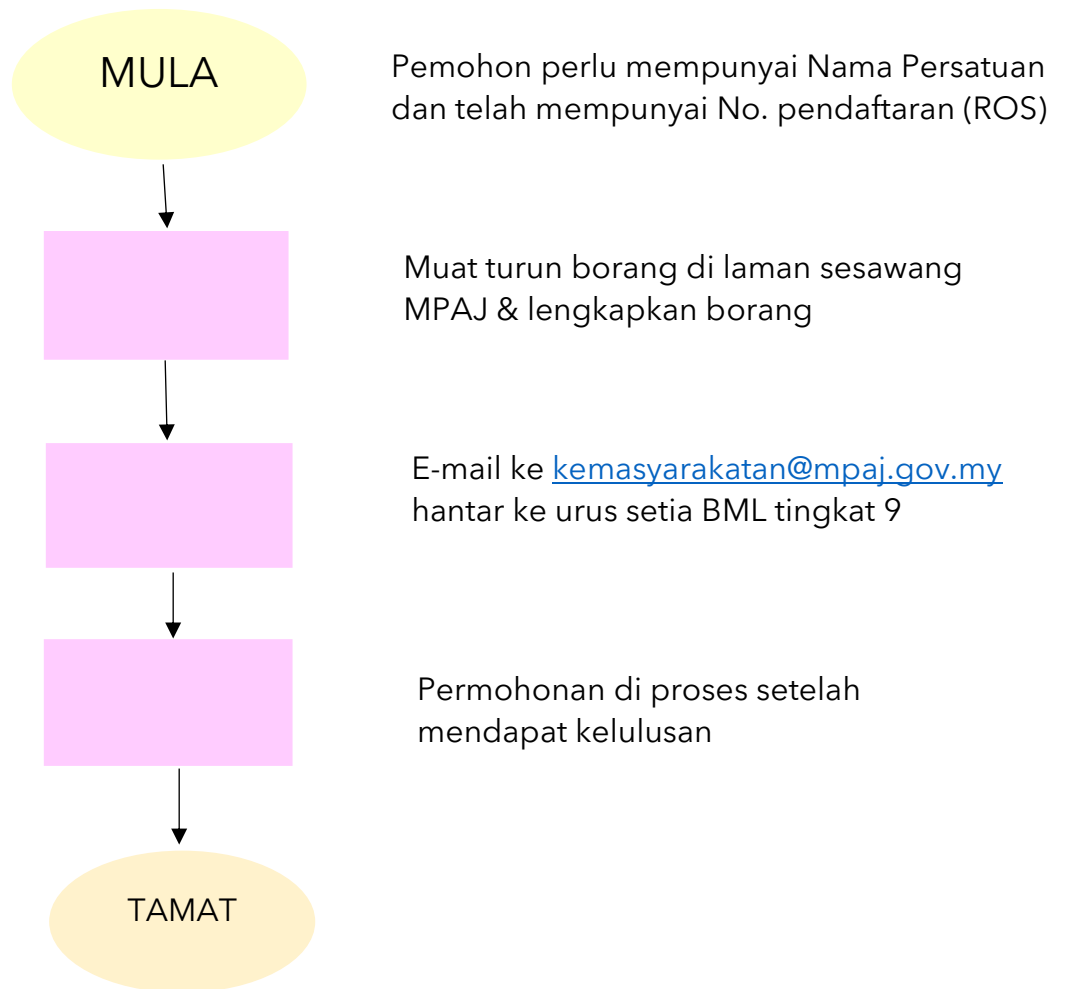 MULA
Pemohon perlu mempunyai Nama Persatuan
dan telah mempunyai No. pendaftaran (ROS)
Muat turun borang di laman sesawang
MPAJ & lengkapkan borang
E-mail ke kemasyarakatan@mpaj.gov.my
hantar ke urus setia BML tingkat 9
Permohonan di proses setelah
mendapat kelulusan
TAMAT